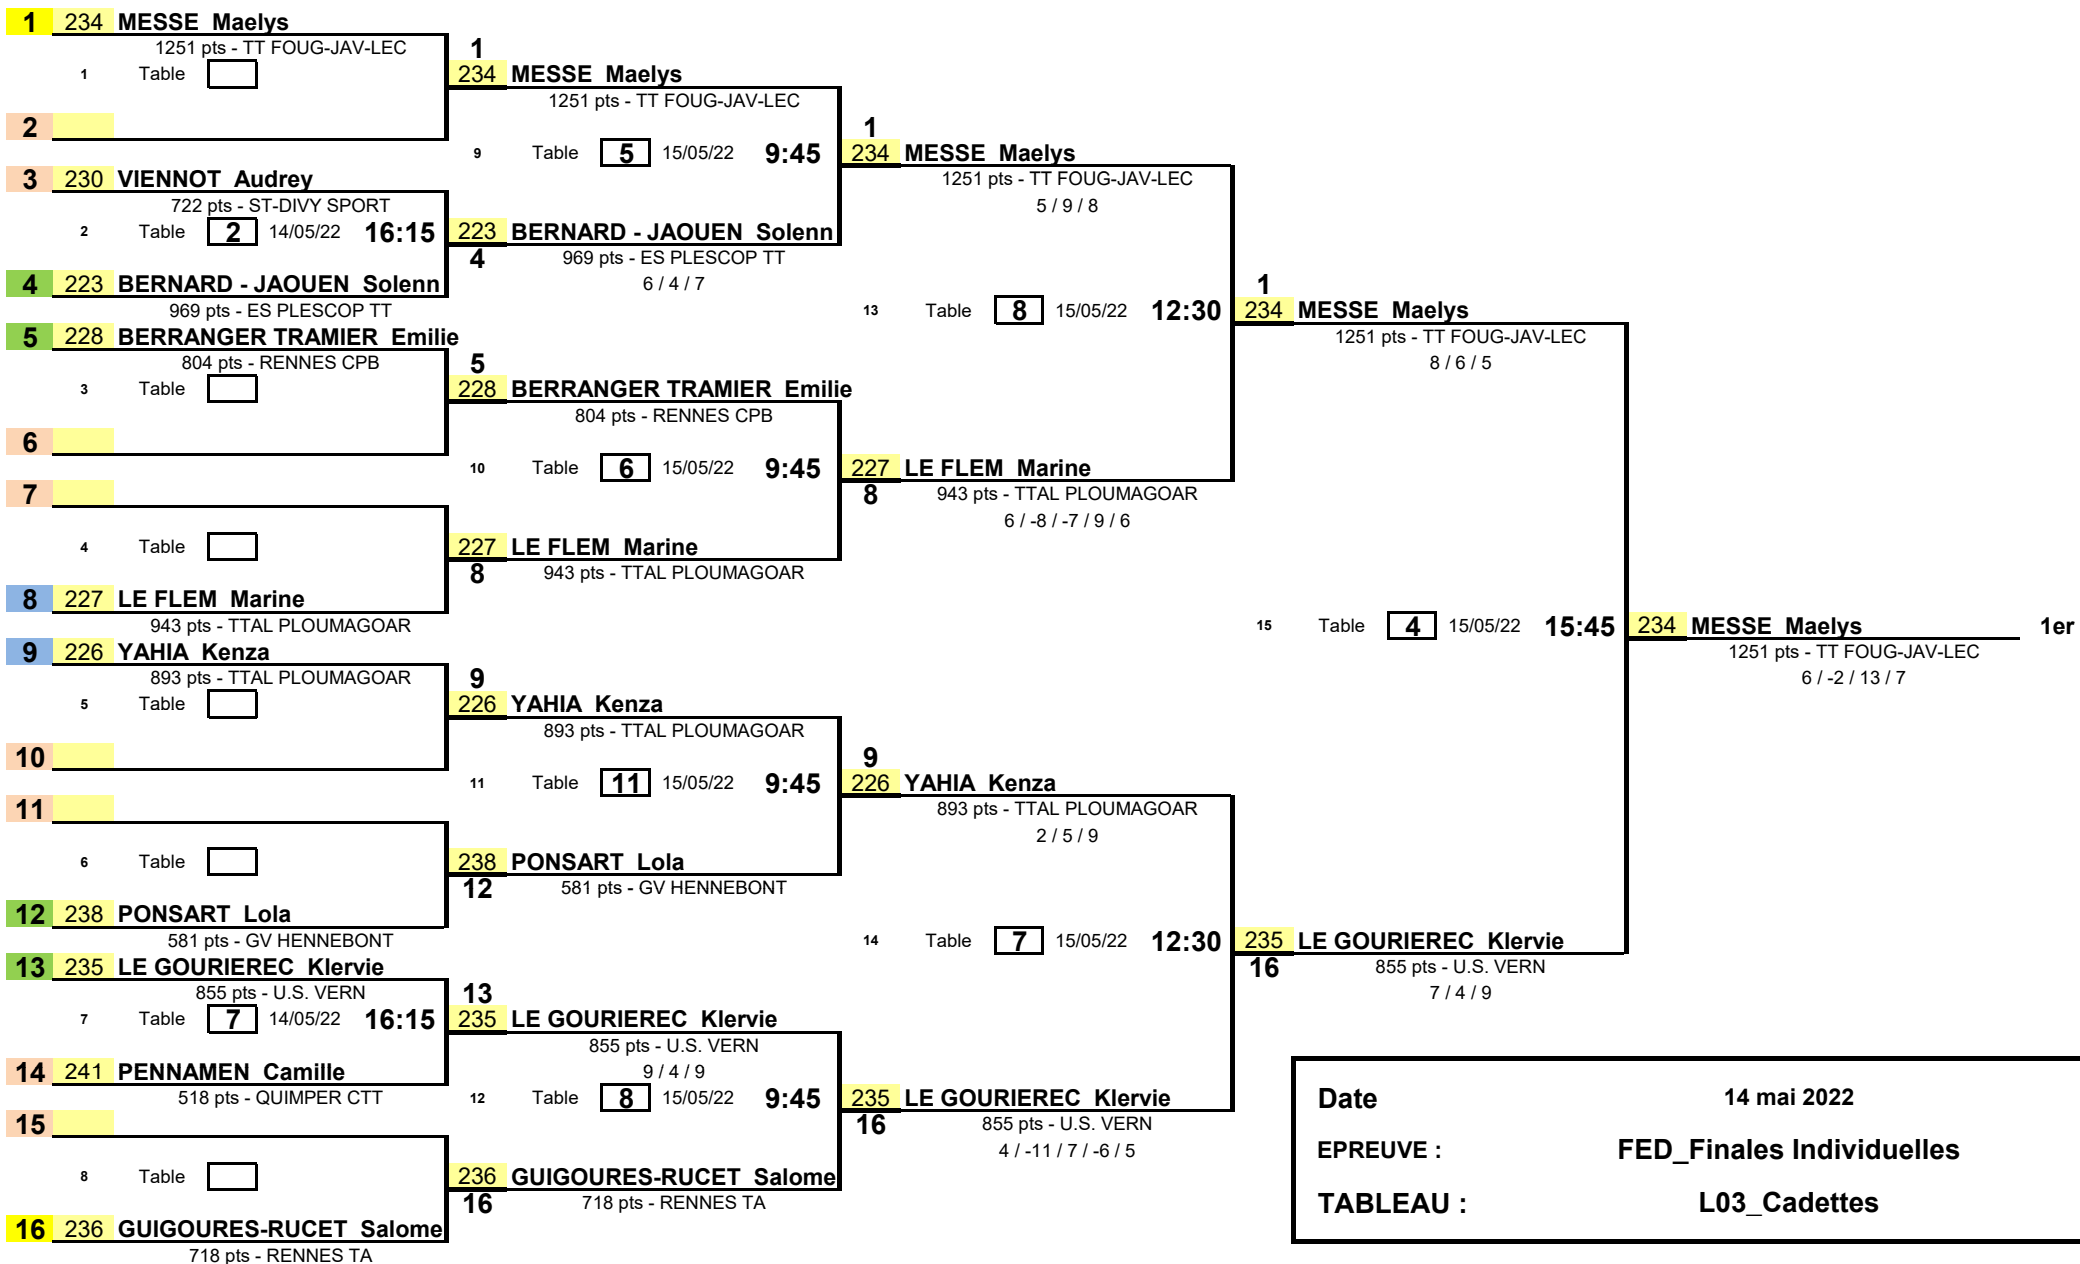 1 234 MESSE Maelys
1251 pts - TT FOUG-JAV-LEC
1 Table
2
3 230 VIENNOT Audrey
722 pts - ST-DIVY SPORT
2 Table 2 14/05/22 16:15
4 223 BERNARD - JAOUEN Solenn
969 pts - ES PLESCOP TT
5 228 BERRANGER TRAMIER Emilie
804 pts - RENNES CPB
3 Table
6
7
4 Table
8 227 LE FLEM Marine
943 pts - TTAL PLOUMAGOAR
9 226 YAHIA Kenza
893 pts - TTAL PLOUMAGOAR
5 Table
10
11
6 Table
12 238 PONSART Lola
581 pts - GV HENNEBONT
13 235 LE GOURIEREC Klervie
855 pts - U.S. VERN
7 Table 7 14/05/22 16:15
14 241 PENNAMEN Camille
518 pts - QUIMPER CTT
15
8 Table
16 236 GUIGOURES-RUCET Salome
718 pts - RENNES TA
1
234 MESSE Maelys
1251 pts - TT FOUG-JAV-LEC
9 Table 5 15/05/22 9:45
223 BERNARD - JAOUEN Solenn
4 969 pts - ES PLESCOP TT
6 / 4 / 7
5
228 BERRANGER TRAMIER Emilie
804 pts - RENNES CPB
10 Table 6 15/05/22 9:45
227 LE FLEM Marine
8 943 pts - TTAL PLOUMAGOAR
9
226 YAHIA Kenza
893 pts - TTAL PLOUMAGOAR
11 Table 11 15/05/22 9:45
238 PONSART Lola
12 581 pts - GV HENNEBONT
13
235 LE GOURIEREC Klervie
855 pts - U.S. VERN
9 / 4 / 9
12 Table 8 15/05/22 9:45
236 GUIGOURES-RUCET Salome
16 718 pts - RENNES TA
1
234 MESSE Maelys
1251 pts - TT FOUG-JAV-LEC
5 / 9 / 8
13 Table 8 15/05/22 12:30
227 LE FLEM Marine
8 943 pts - TTAL PLOUMAGOAR
6 / -8 / -7 / 9 / 6
9
226 YAHIA Kenza
893 pts - TTAL PLOUMAGOAR
2 / 5 / 9
14 Table 7 15/05/22 12:30
235 LE GOURIEREC Klervie
16 855 pts - U.S. VERN
4 / -11 / 7 / -6 / 5
1
234 MESSE Maelys
1251 pts - TT FOUG-JAV-LEC
8 / 6 / 5
15 Table 4 15/05/22 15:45
235 LE GOURIEREC Klervie
16 855 pts - U.S. VERN
7 / 4 / 9
234 MESSE Maelys 1er
1251 pts - TT FOUG-JAV-LEC
6 / -2 / 13 / 7
Date 14 mai 2022
EPREUVE : FED_Finales Individuelles
TABLEAU : L03_Cadettes